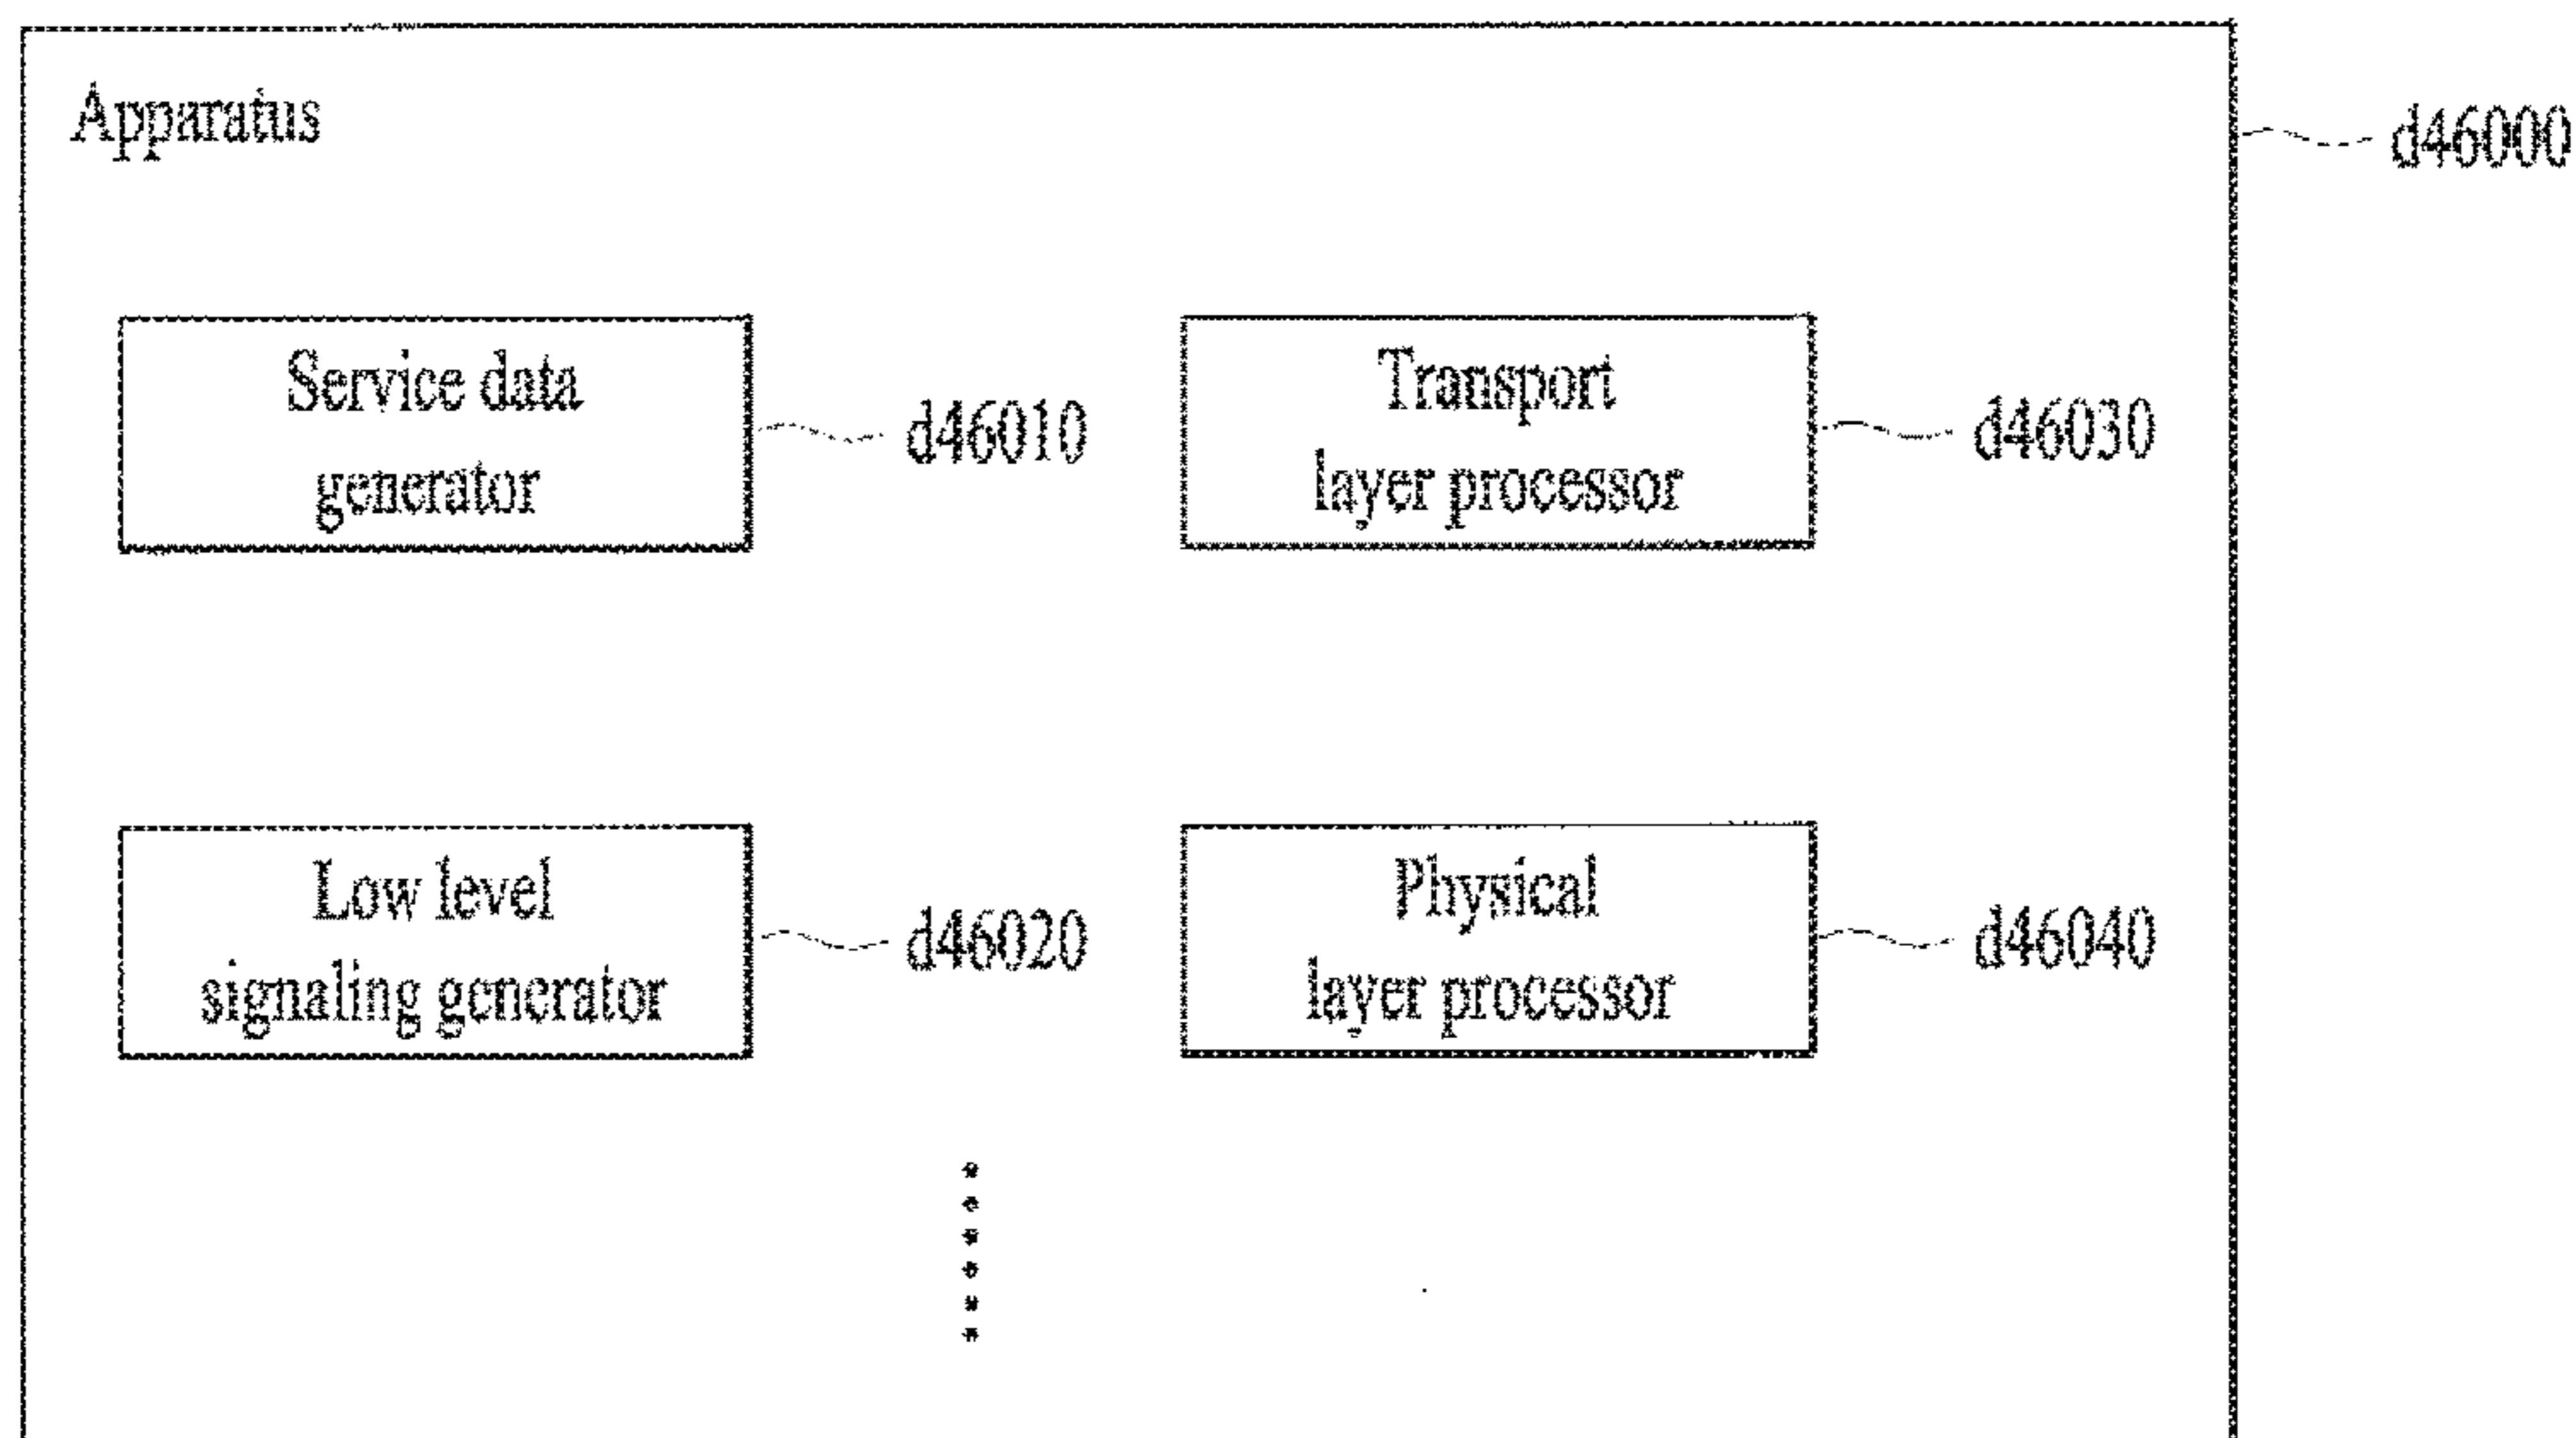 Apparatus
d46000
Service data
generator
d46010
Transport
layer processor
d46030
Low level
signaling generator
d46020
Physical
layer processor
d46040